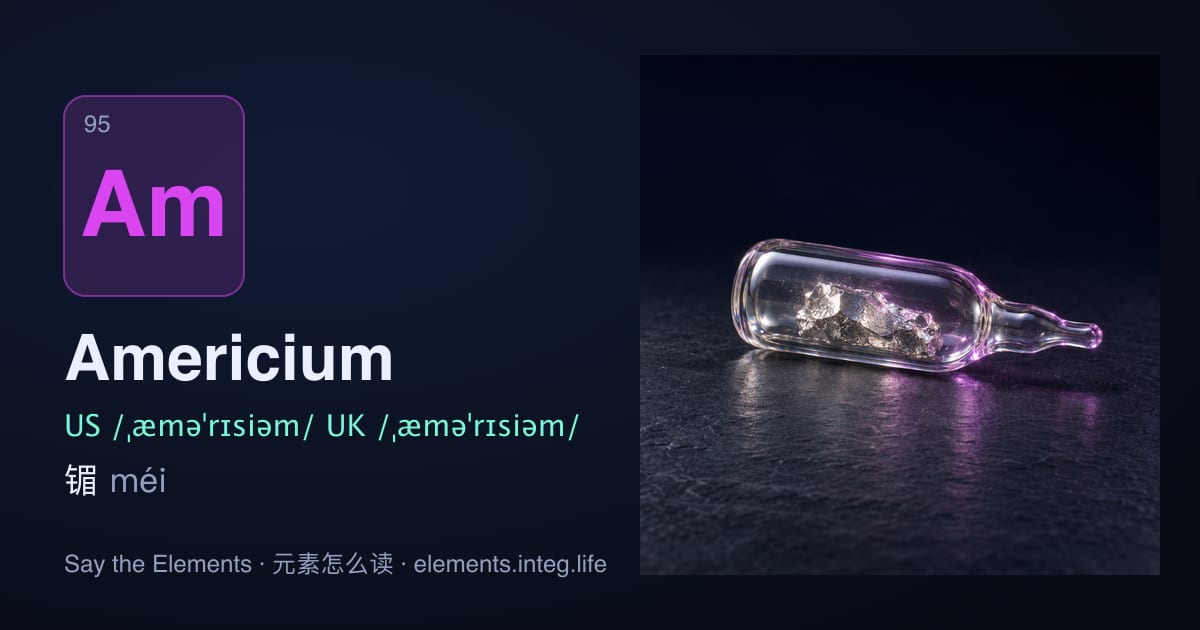 95
Am
Americium
US /ˌæməˈrɪsiəm/ UK /ˌæməˈrɪsiəm/
镅 méi
Say the Elements · 元素怎么读 · elements.integ.life